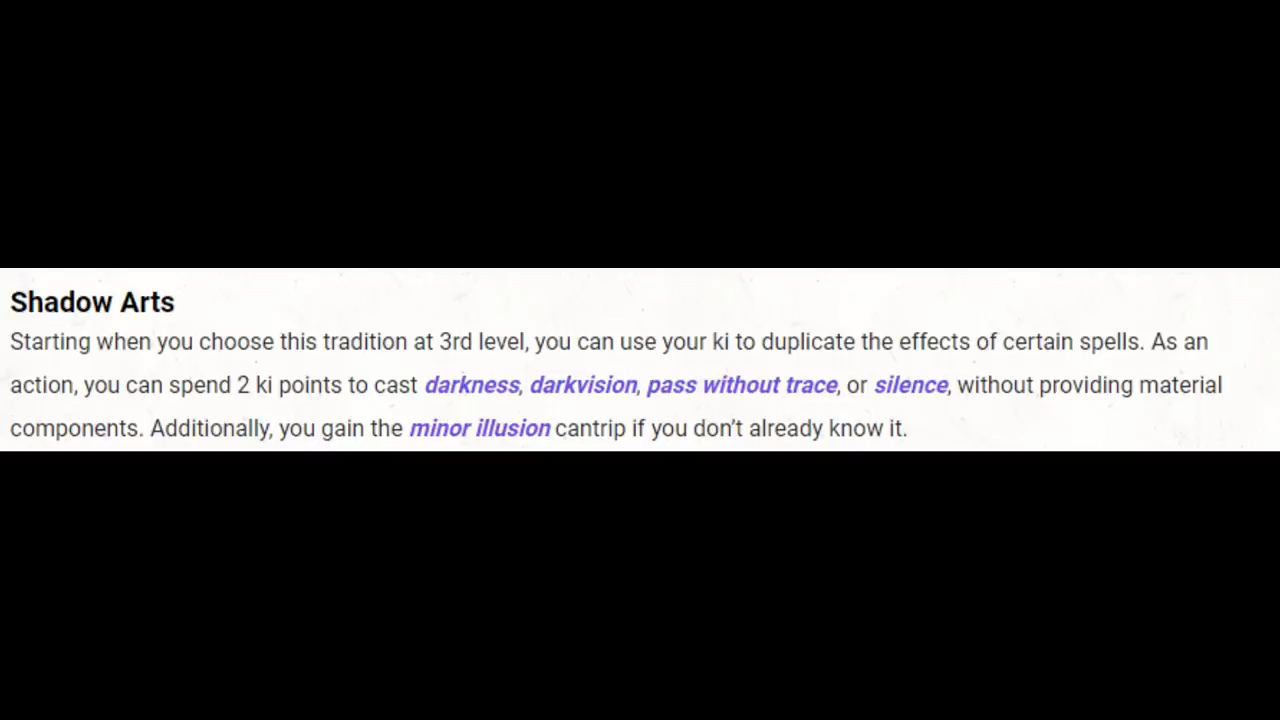 Shadow Arts
Starting when you choose this tradition at 3rd level, you can use your ki to duplicate the effects of certain spells. As an
action, you can spend 2 ki points to cast darkness, darkvision, pass without trace, or silence, without providing material
components. Additionally, you gain the minor illusion cantrip if you don’t already know it.